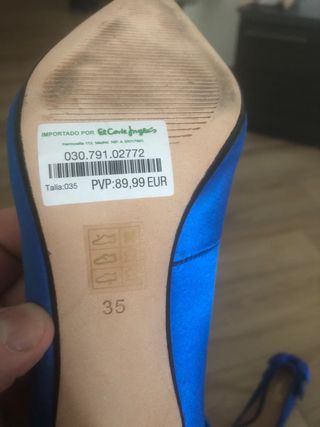 IMPORTADO POR El Corte Inglés
030.791.02772
Talla:035 PVP:89,99 EUR
35